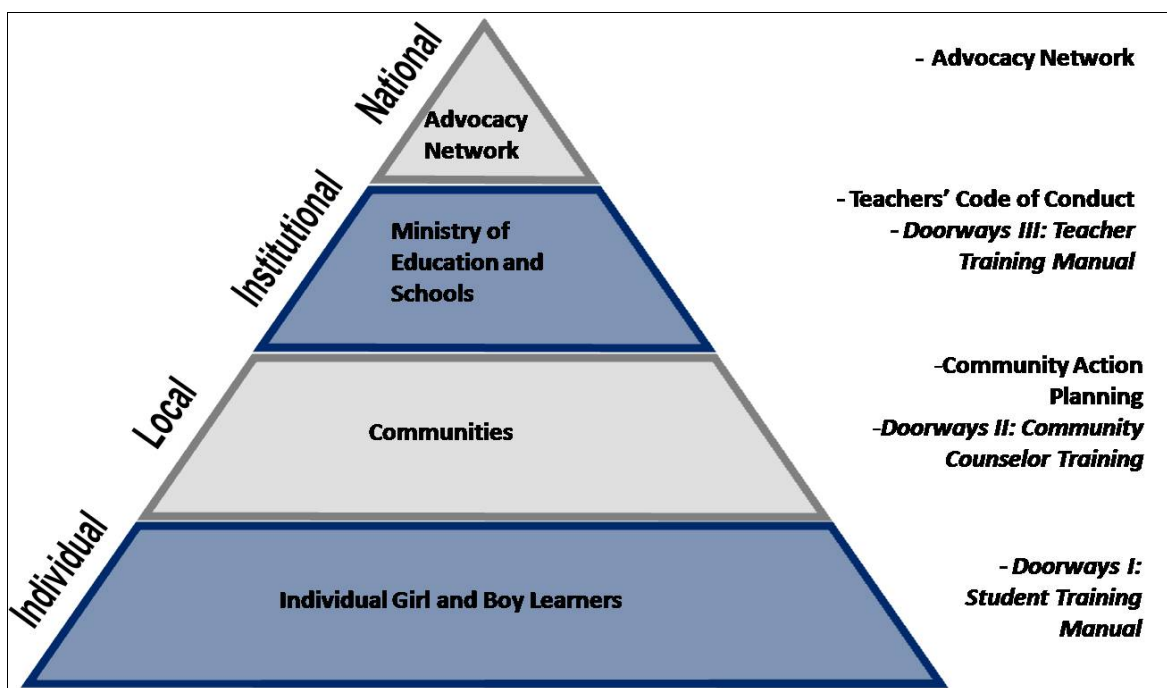 National
Advocacy
Network
- Advocacy Network
Institutional
Ministry of
Education and
Schools
- Teachers' Code of Conduct
- Doorways III: Teacher
Training Manual
Local
Communities
-Community Action
Planning
-Doorways II: Community
Counselor Training
Individual
Individual Girl and Boy Learners
- Doorways I:
Student Training
Manual